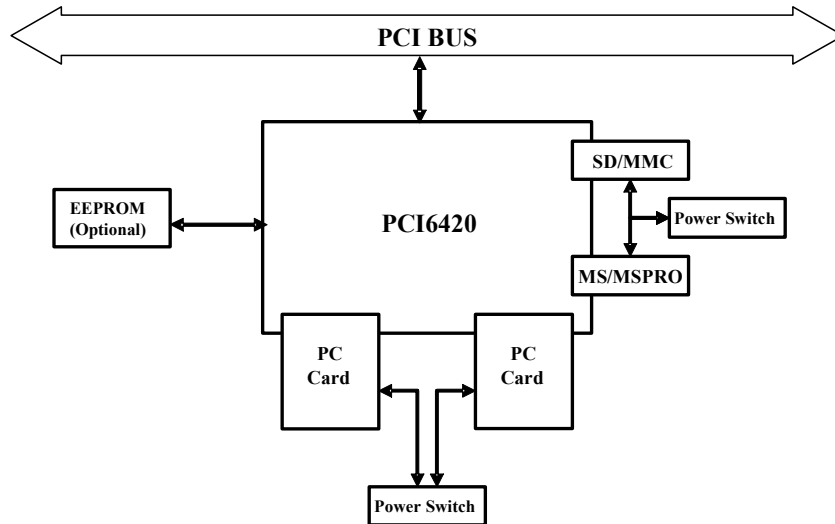 PCI BUS
SD/MMC
EEPROM
(Optional)
PCI6420
Power Switch
MS/MSPRO
PC
Card
PC
Card
Power Switch